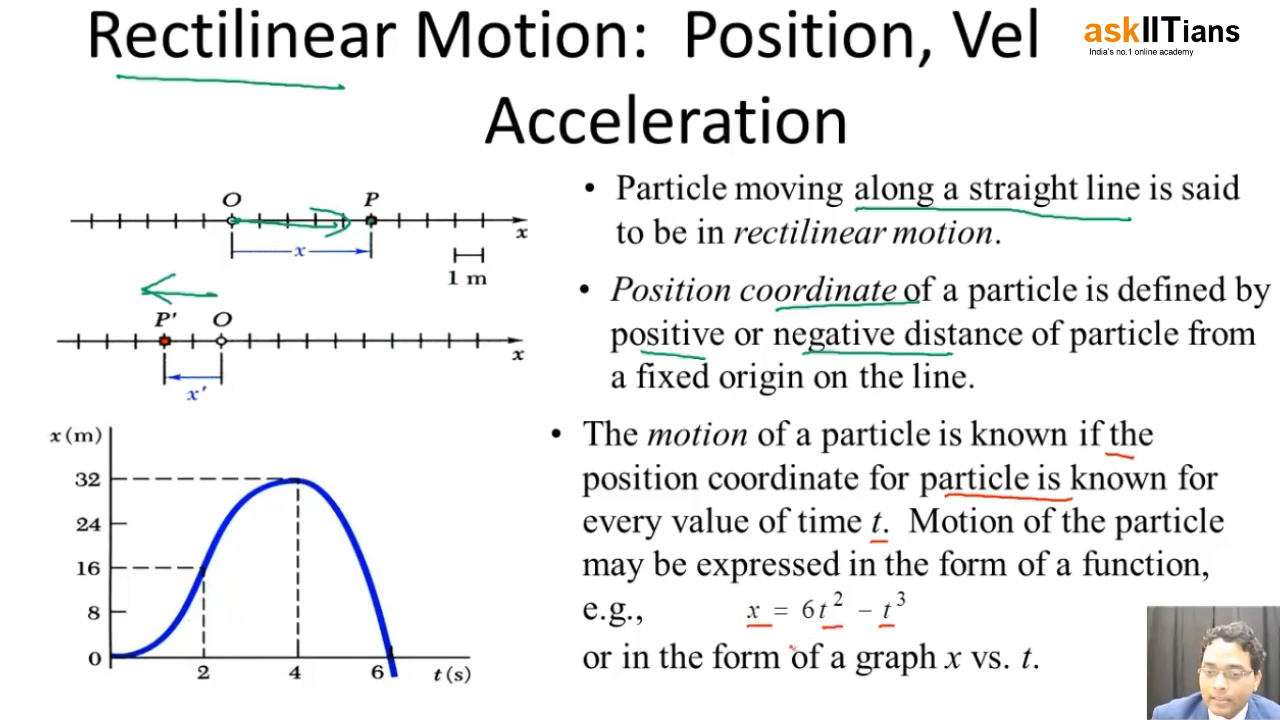 Rectilinear Motion: Position, Vel
Acceleration
askIITians
India's no.1 online academy
O P
x
x
1 m
P' O
x
x'
• Particle moving along a straight line is said
to be in rectilinear motion.
• Position coordinate of a particle is defined by
positive or negative distance of particle from
a fixed origin on the line.
• The motion of a particle is known if the
position coordinate for particle is known for
every value of time t. Motion of the particle
may be expressed in the form of a function,
e.g., x = 6t² − t³
or in the form of a graph x vs. t.
x (m)
32
24
16
8
0
2 4 6 t (s)